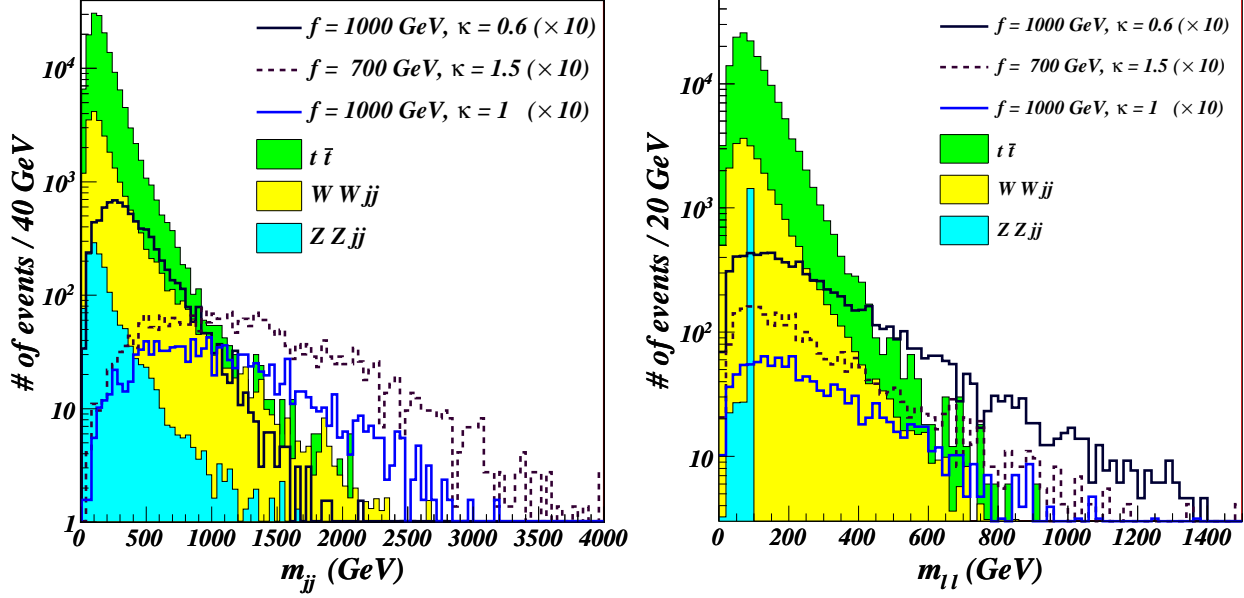 # of events / 40 GeV
10⁴
10³
10²
10
1
f = 1000 GeV, κ = 0.6 (×10)
f = 700 GeV, κ = 1.5 (×10)
f = 1000 GeV, κ = 1 (×10)
t t̄
W W jj
Z Z jj
0 500 1000 1500 2000 2500 3000 3500 4000
m_jj (GeV)
# of events / 20 GeV
10⁴
10³
10²
10
f = 1000 GeV, κ = 0.6 (×10)
f = 700 GeV, κ = 1.5 (×10)
f = 1000 GeV, κ = 1 (×10)
t t̄
W W jj
Z Z jj
0 200 400 600 800 1000 1200 1400
m_ll (GeV)